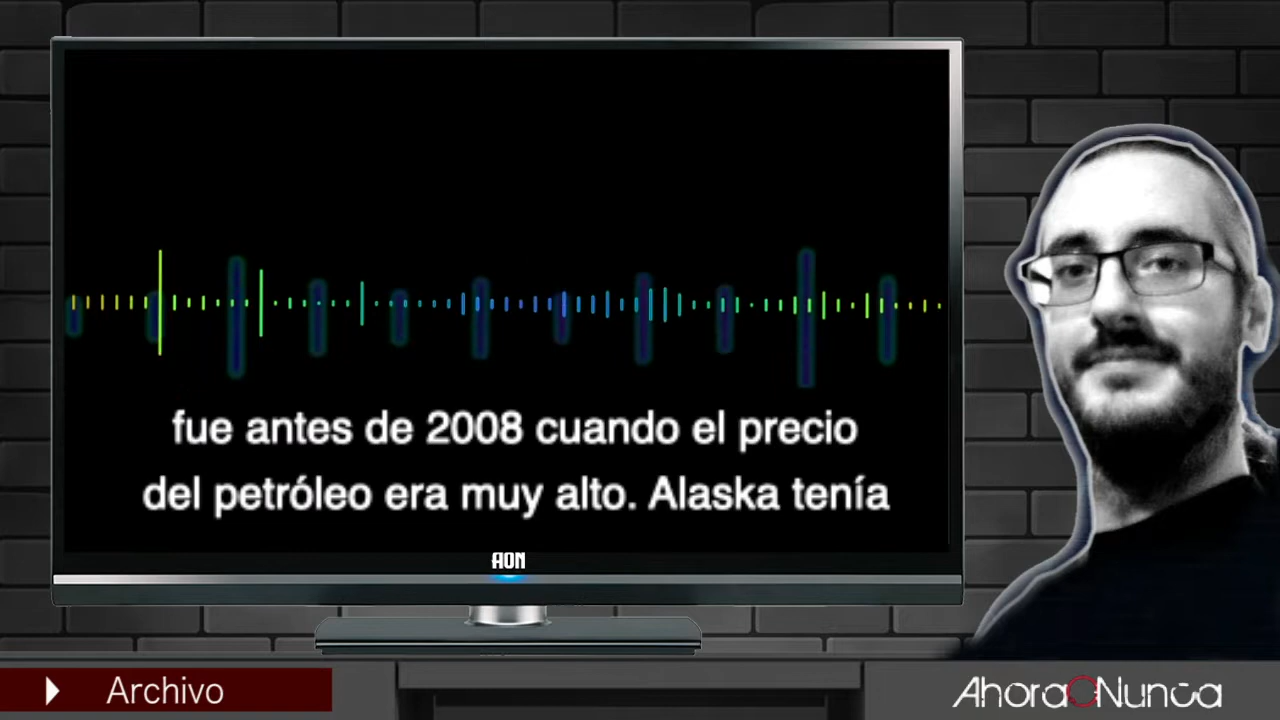 fue antes de 2008 cuando el precio
del petróleo era muy alto. Alaska tenía
AON
Archivo
AhoraONunca